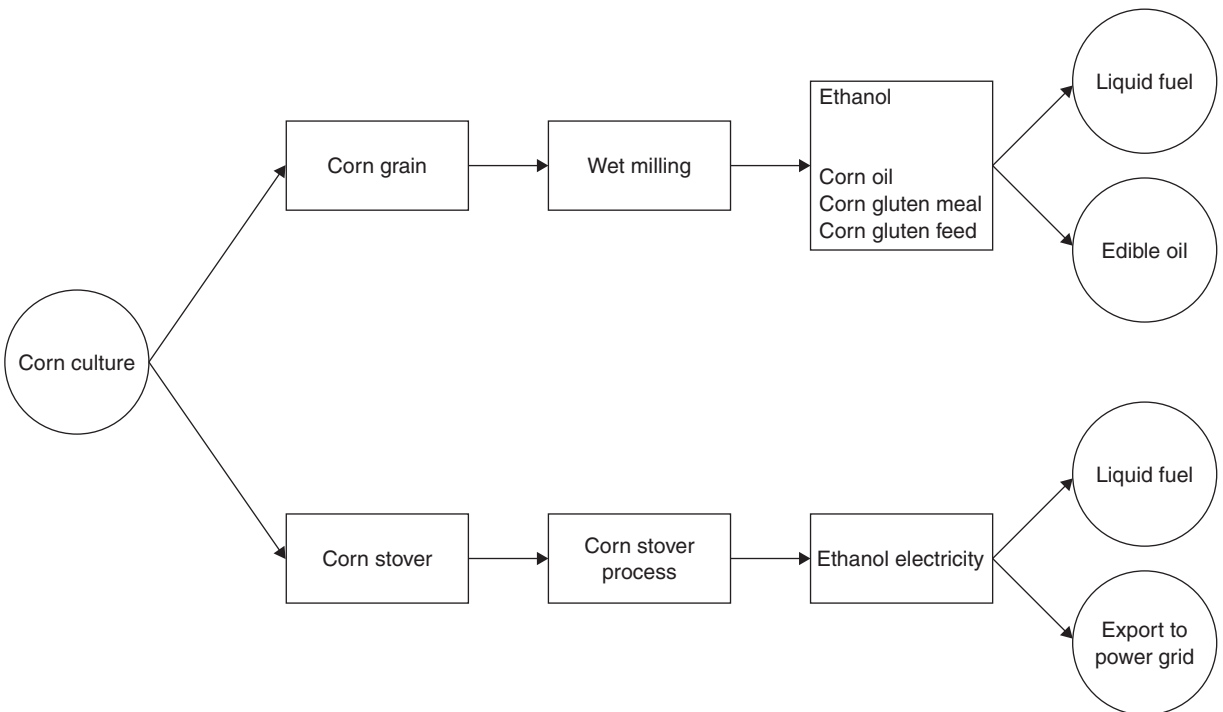 Corn culture
Corn grain
Wet milling
Ethanol
Corn oil
Corn gluten meal
Corn gluten feed
Liquid fuel
Edible oil
Corn stover
Corn stover
process
Ethanol electricity
Liquid fuel
Export to
power grid